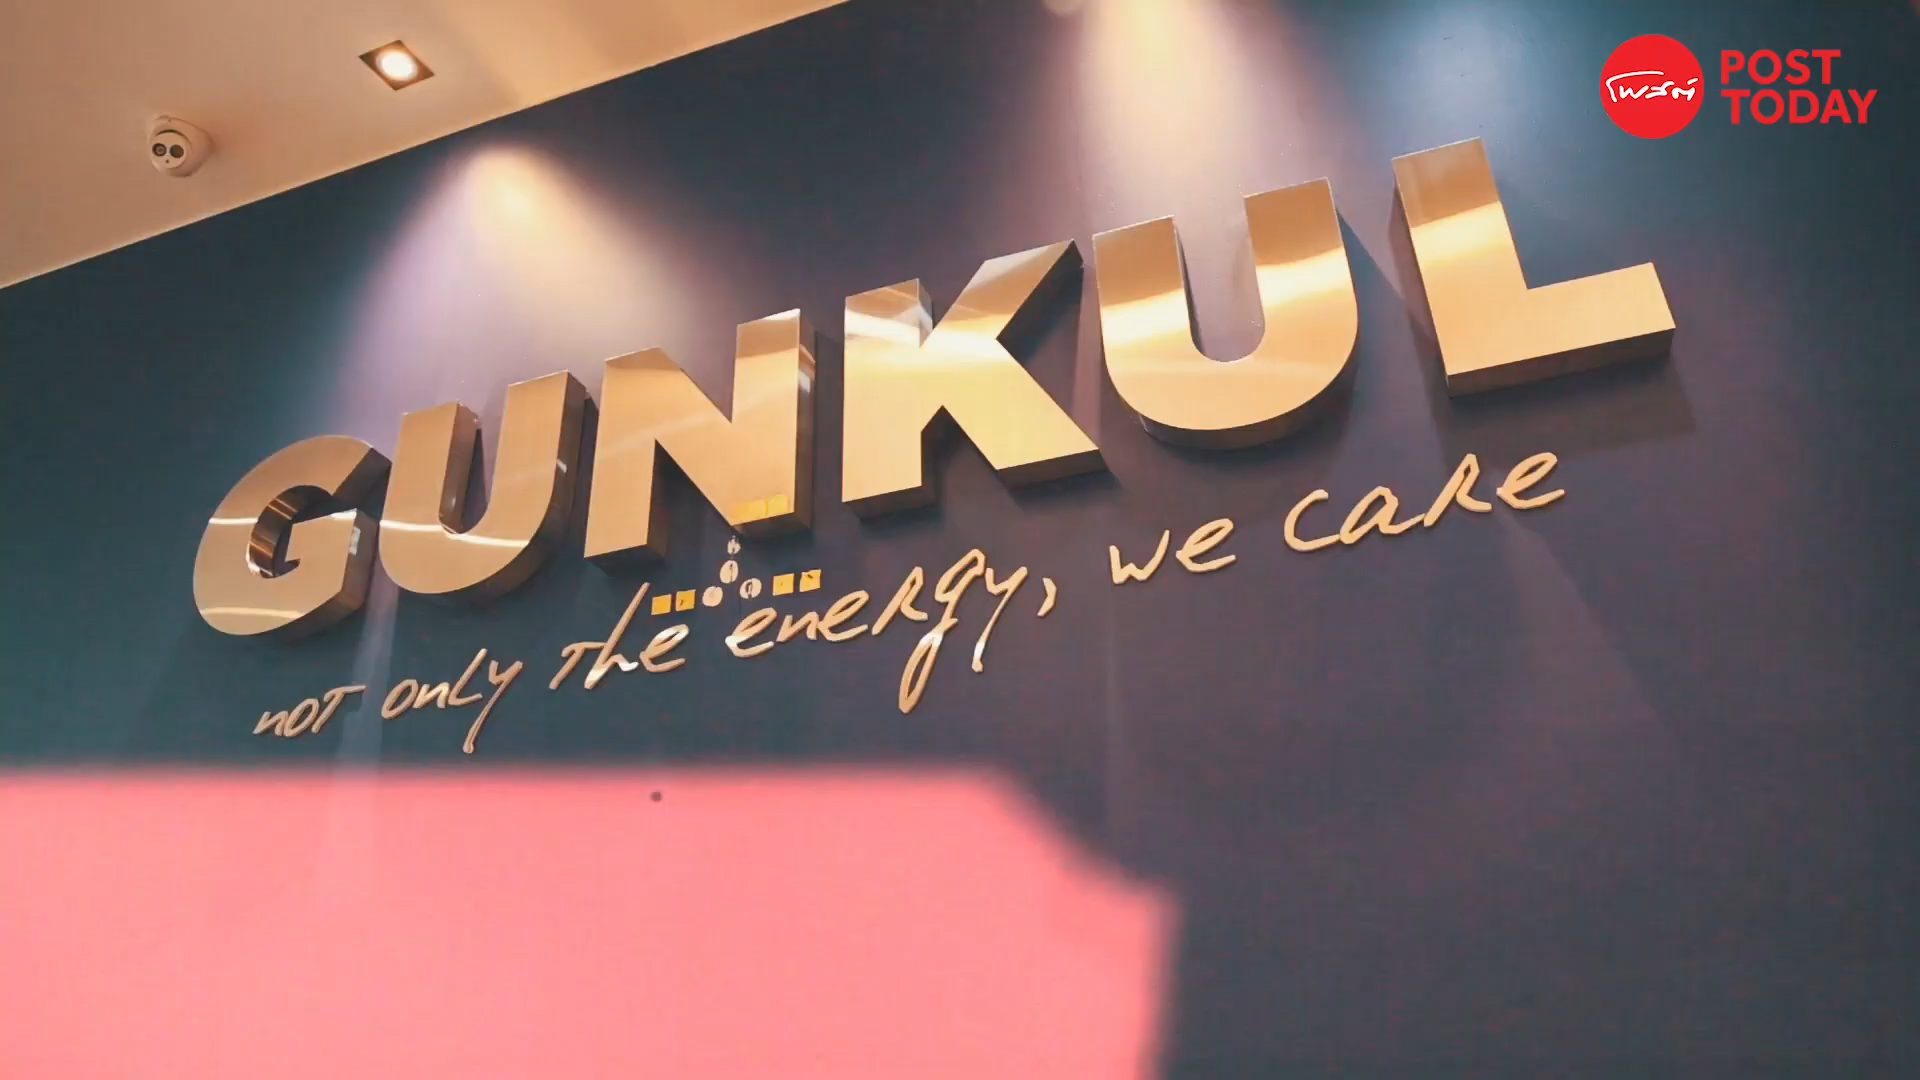 โพสต์ POST
TODAY
GUNKUL
not only the energy, we care